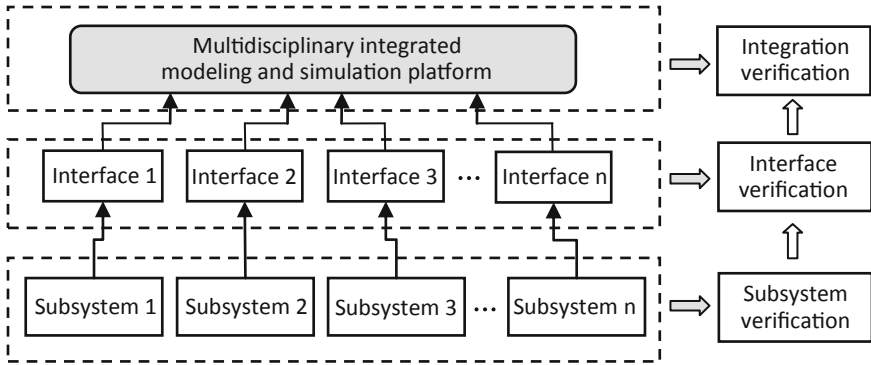 Multidisciplinary integrated
modeling and simulation platform
Integration
verification
Interface 1
Interface 2
Interface 3
...
Interface n
Interface
verification
Subsystem 1
Subsystem 2
Subsystem 3
...
Subsystem n
Subsystem
verification